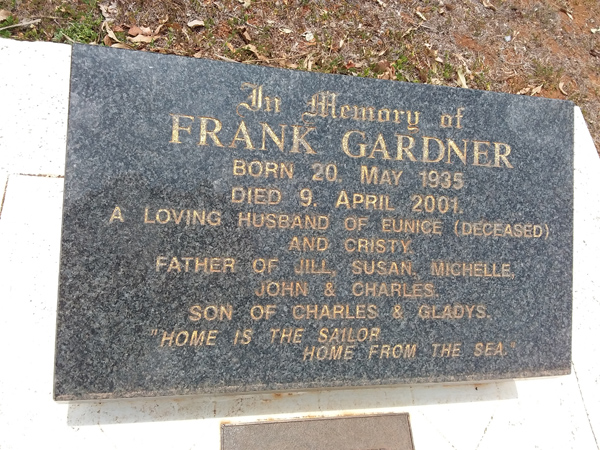 In Memory of
FRANK GARDNER
BORN 20. MAY 1935
DIED 9. APRIL 2001.
A LOVING HUSBAND OF EUNICE (DECEASED)
AND CRISTY.
FATHER OF JILL, SUSAN, MICHELLE,
JOHN & CHARLES.
SON OF CHARLES & GLADYS.
"HOME IS THE SAILOR
HOME FROM THE SEA."